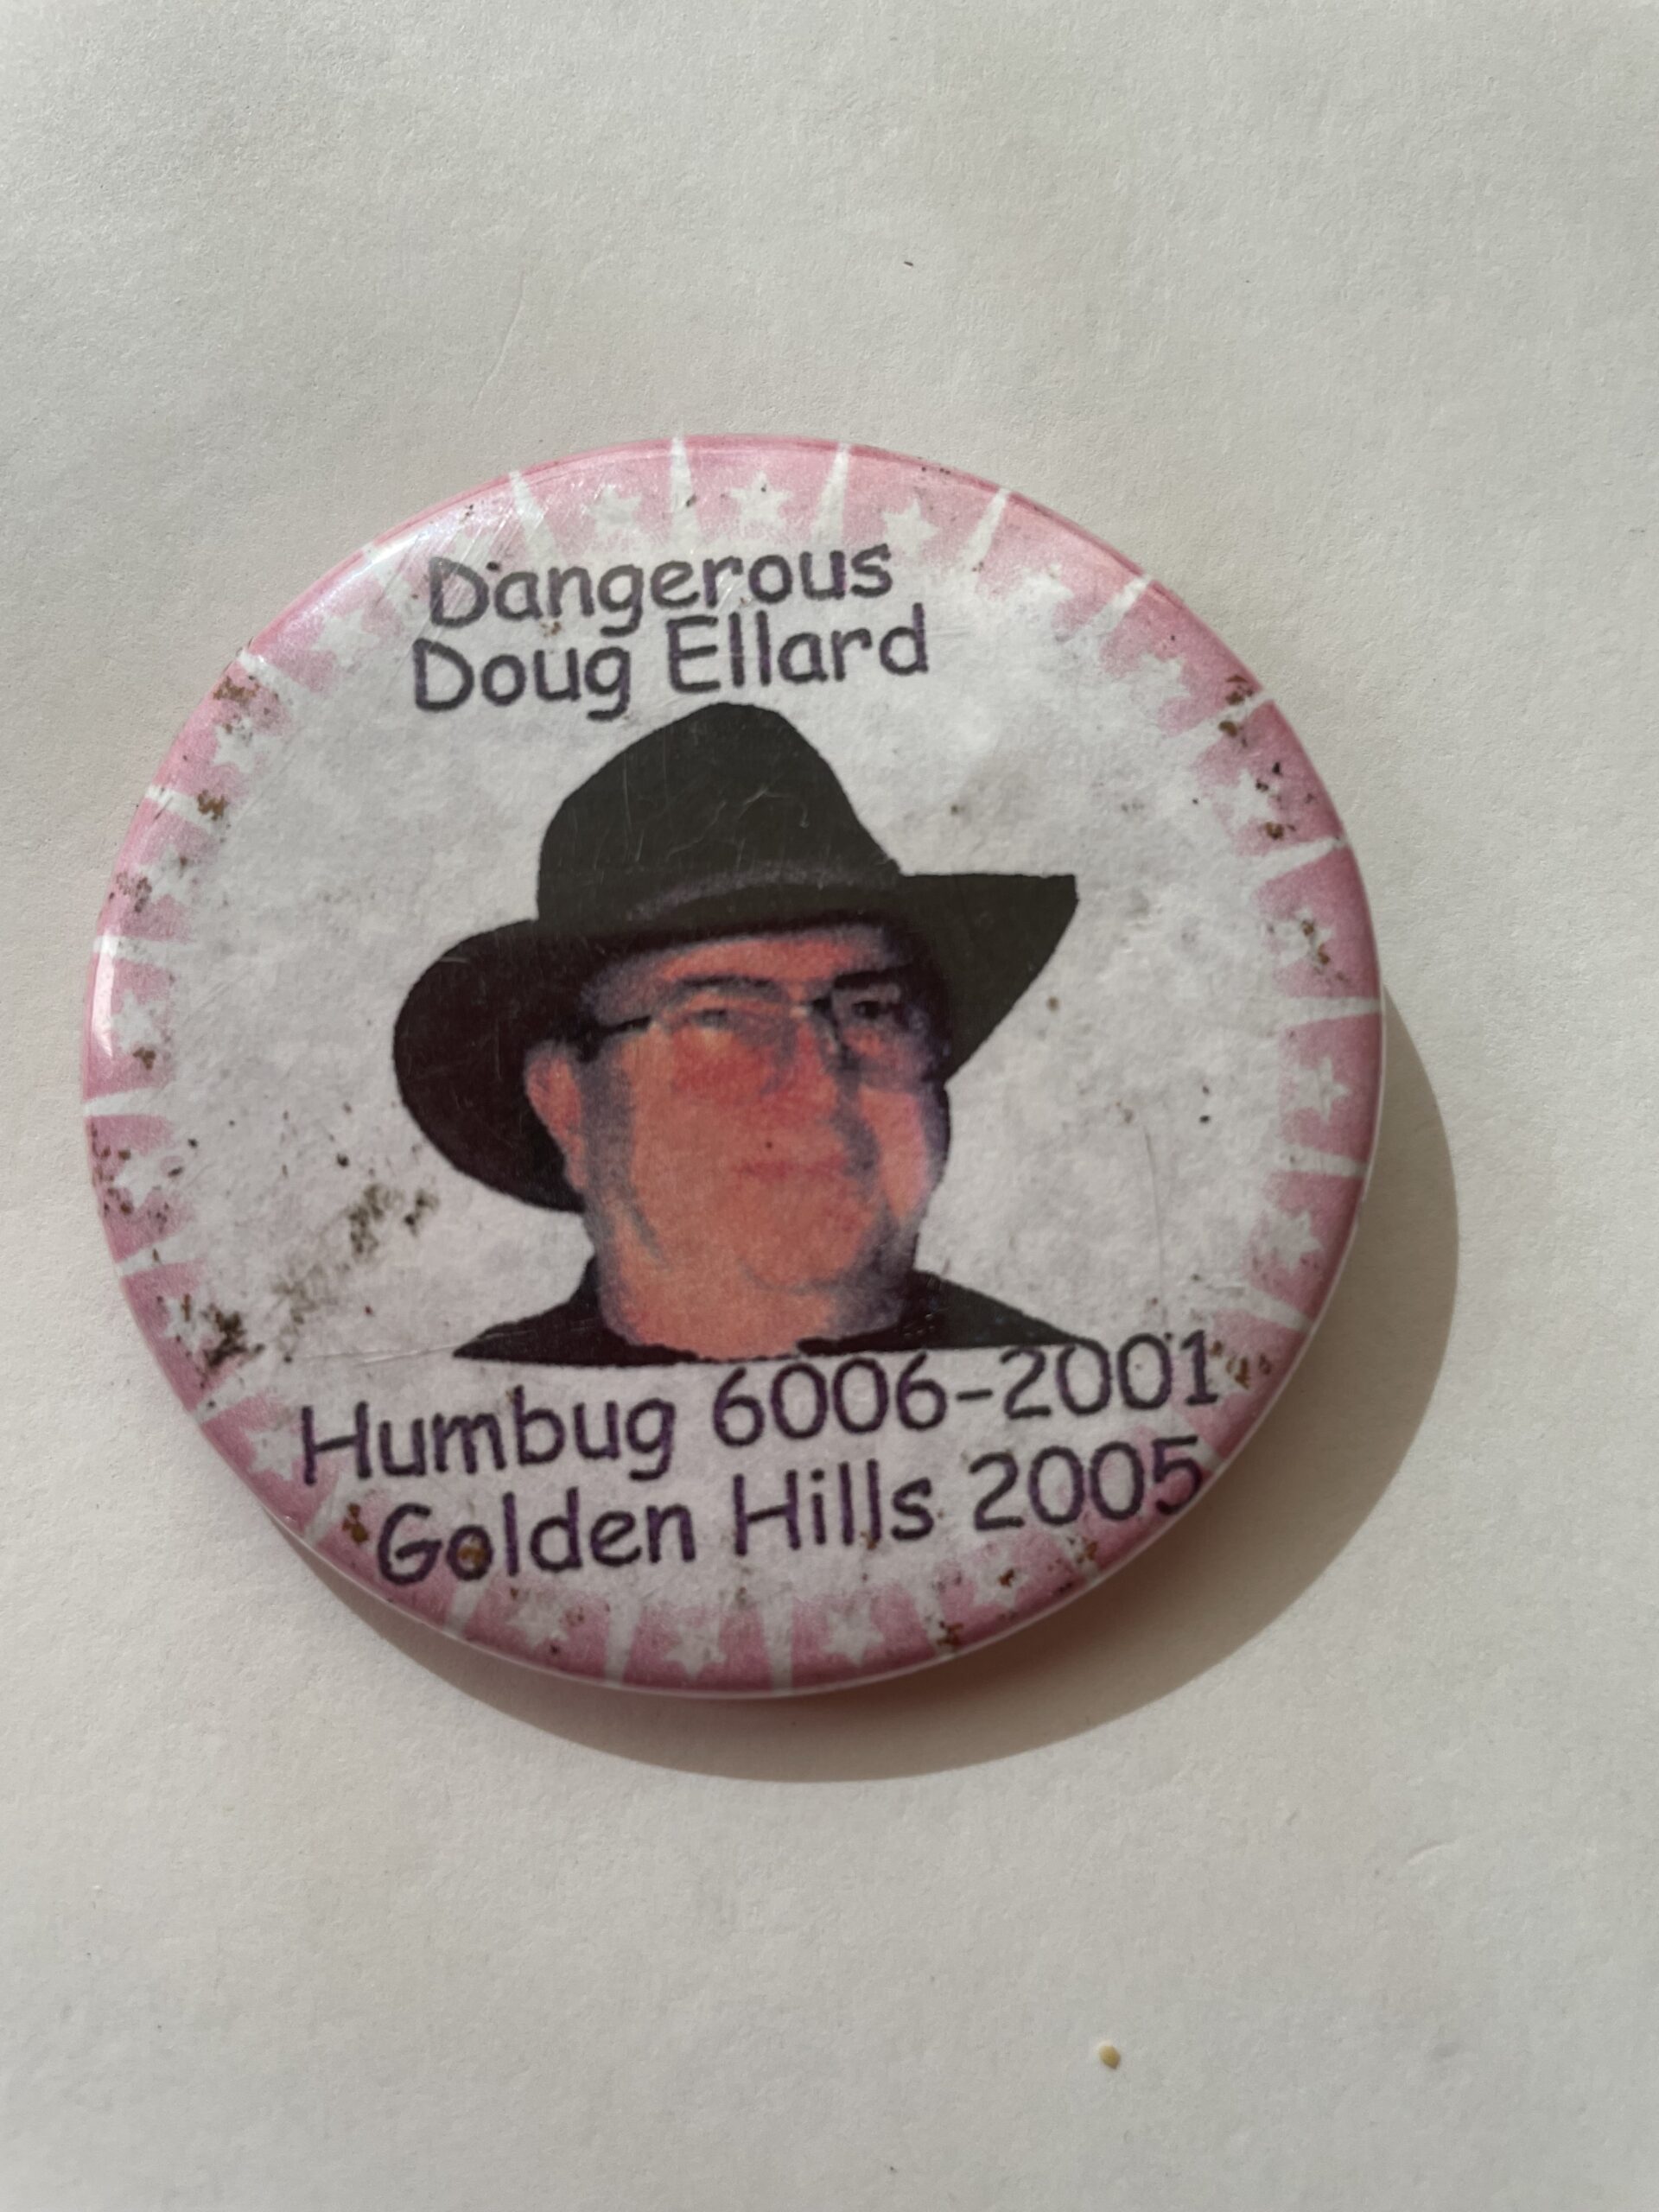 Dangerous
Doug Ellard
Humbug 6006-2001
Golden Hills 2005